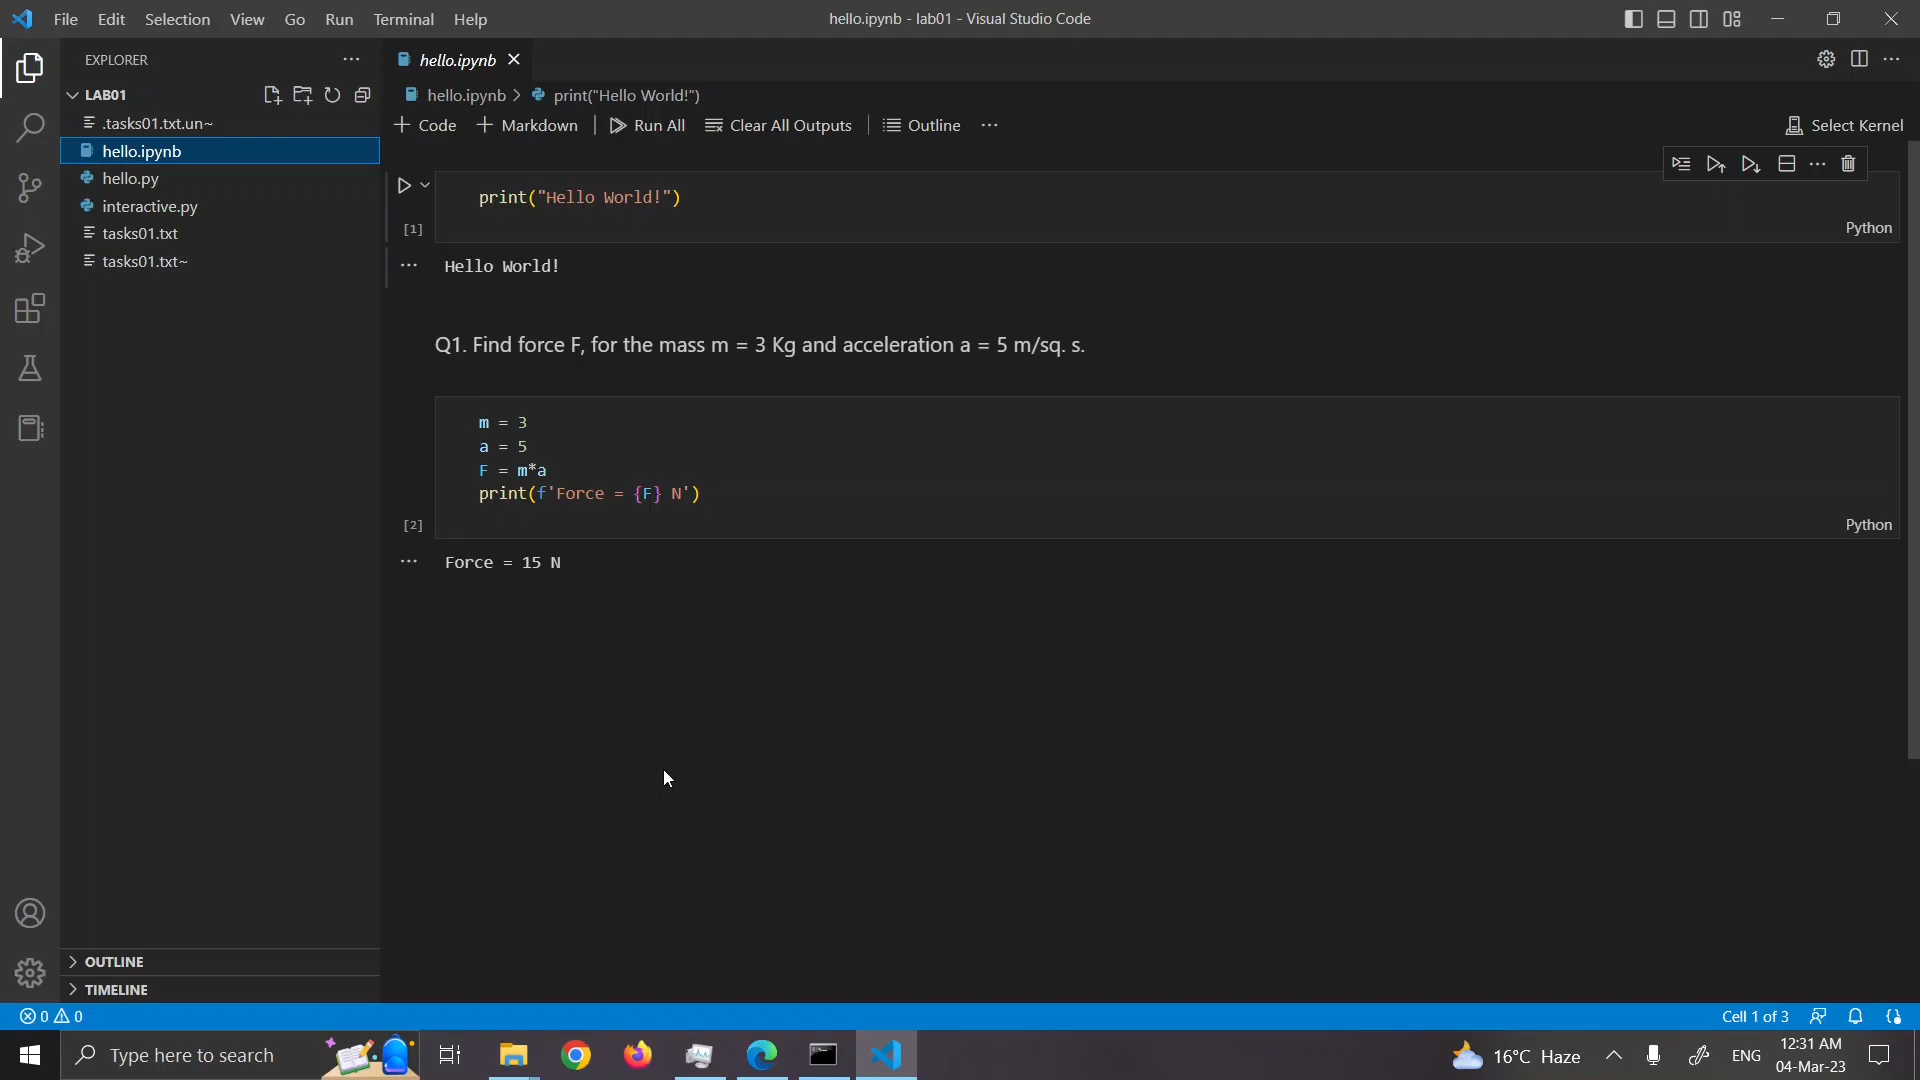 File Edit Selection View Go Run Terminal Help
hello.ipynb - lab01 - Visual Studio Code
EXPLORER
LAB01
.tasks01.txt.un~
hello.ipynb
hello.py
interactive.py
tasks01.txt
tasks01.txt~
OUTLINE
TIMELINE
hello.ipynb
hello.ipynb > print("Hello World!")
+ Code + Markdown Run All Clear All Outputs Outline ...
Select Kernel
print("Hello World!")
[1]
Python
Hello World!
Q1. Find force F, for the mass m = 3 Kg and acceleration a = 5 m/sq. s.
m = 3
a = 5
F = m*a
print(f'Force = {F} N')
[2]
Python
Force = 15 N
0 0
Cell 1 of 3
Type here to search
16°C Haze
ENG
12:31 AM
04-Mar-23